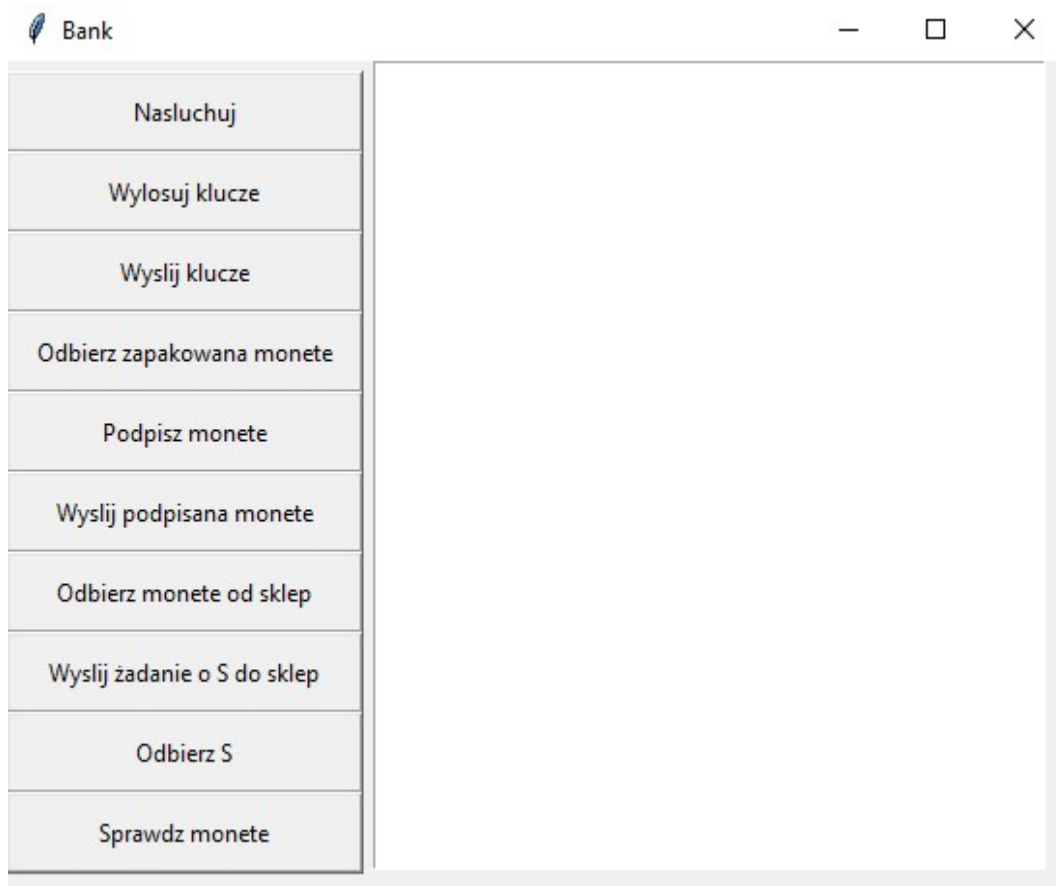 Bank
Nasluchuj
Wylosuj klucze
Wyslij klucze
Odbierz zapakowana monete
Podpisz monete
Wyslij podpisana monete
Odbierz monete od sklep
Wyslij żadanie o S do sklep
Odbierz S
Sprawdz monete